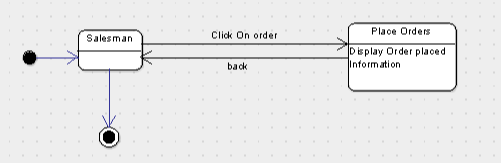 Salesman
Click On order
back
Place Orders
Display Order placed
Information